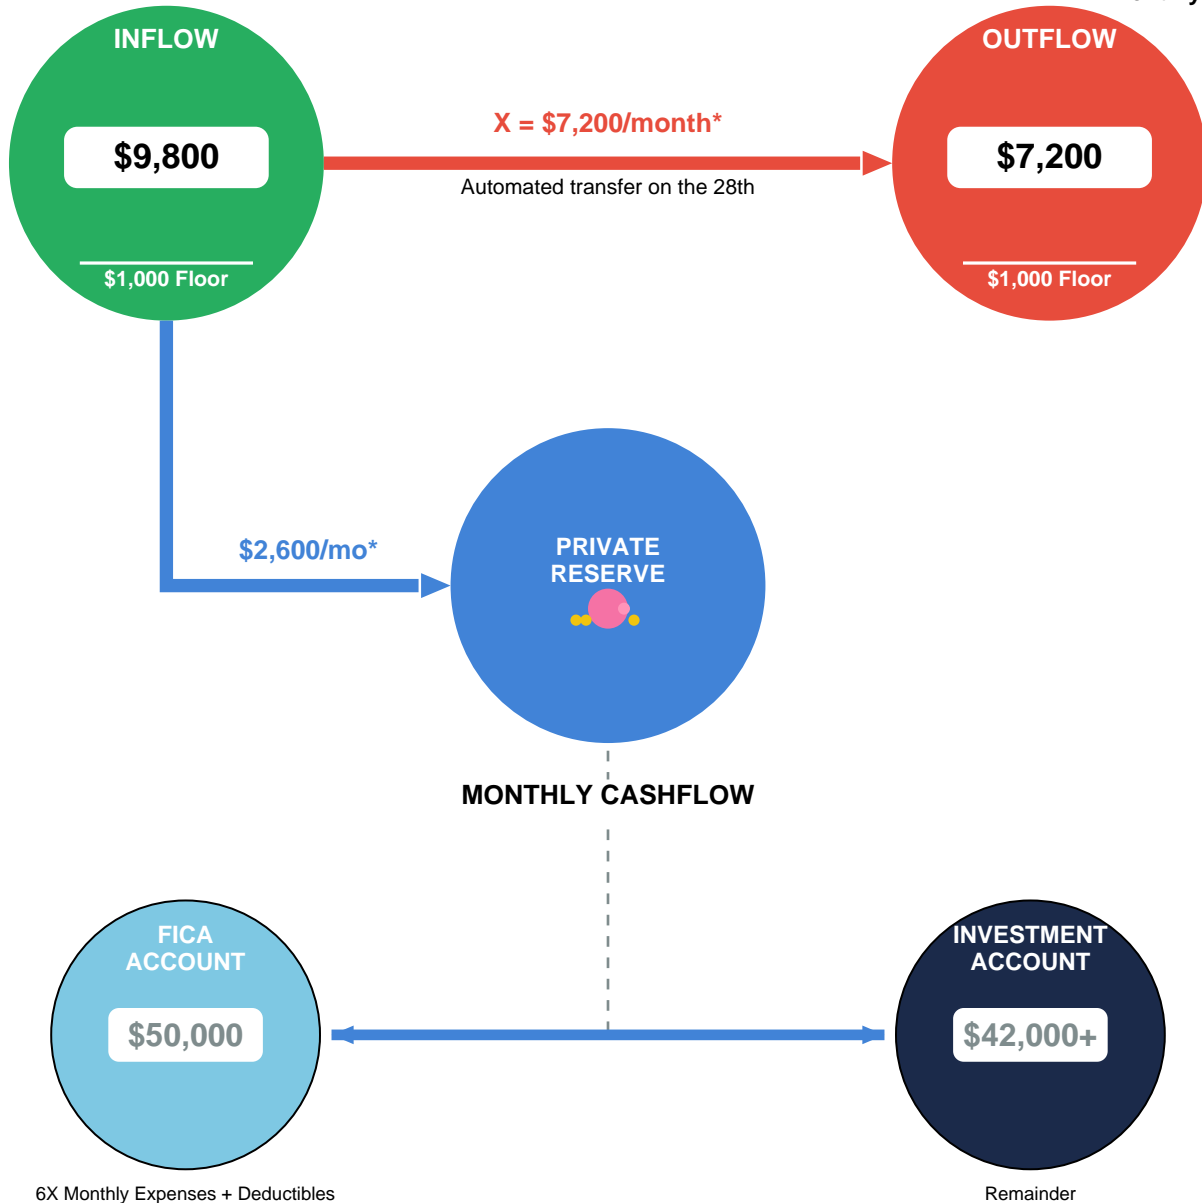 INFLOW
OUTFLOW
X = $7,200/month*
$9,800
$7,200
Automated transfer on the 28th
$1,000 Floor
$1,000 Floor
$2,600/mo*
PRIVATE
RESERVE
MONTHLY CASHFLOW
FICA
ACCOUNT
INVESTMENT
ACCOUNT
$50,000
$42,000+
6X Monthly Expenses + Deductibles
Remainder